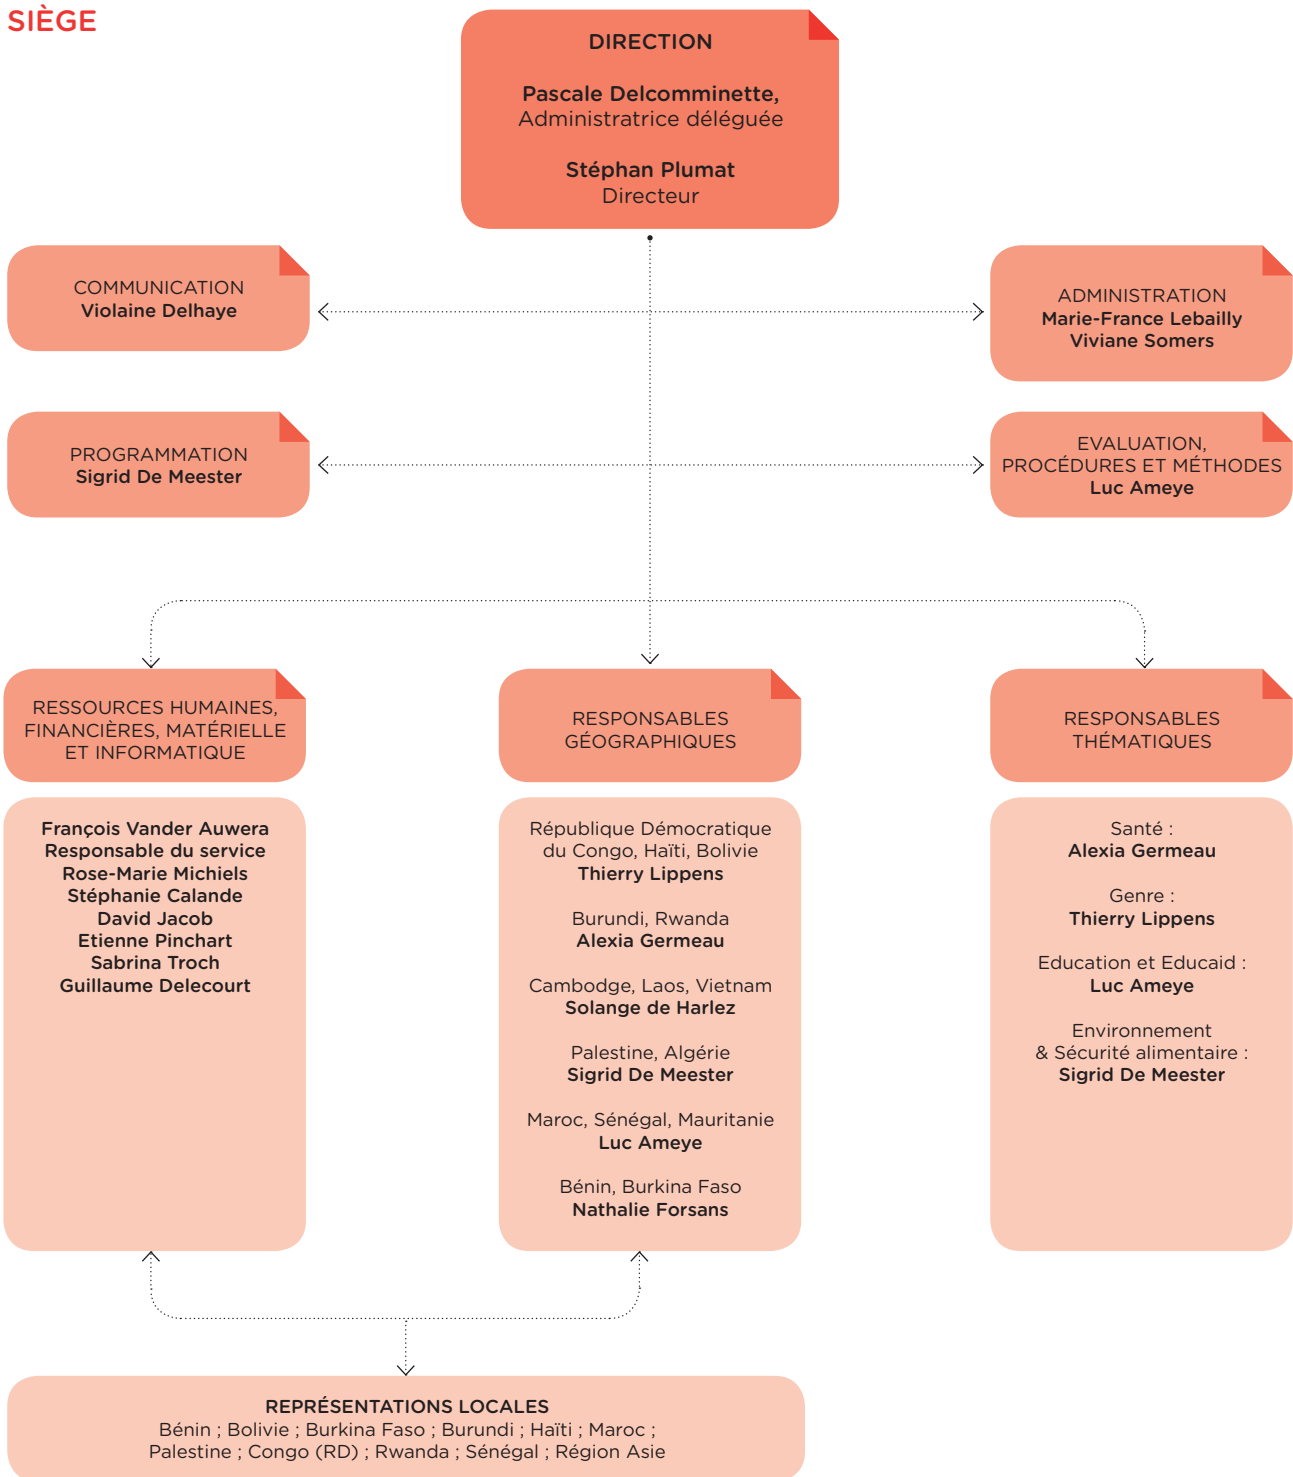 SIÈGE
DIRECTION
Pascale Delcomminette,
Administratrice déléguée
Stéphan Plumat
Directeur
COMMUNICATION
Violaine Delhaye
ADMINISTRATION
Marie-France Lebailly
Viviane Somers
PROGRAMMATION
Sigrid De Meester
EVALUATION,
PROCÉDURES ET MÉTHODES
Luc Ameye
RESSOURCES HUMAINES,
FINANCIÈRES, MATÉRIELLE
ET INFORMATIQUE
François Vander Auwera
Responsable du service
Rose-Marie Michiels
Stéphanie Calande
David Jacob
Etienne Pinchart
Sabrina Troch
Guillaume Delecourt
RESPONSABLES
GÉOGRAPHIQUES
République Démocratique
du Congo, Haïti, Bolivie
Thierry Lippens
Burundi, Rwanda
Alexia Germeau
Cambodge, Laos, Vietnam
Solange de Harlez
Palestine, Algérie
Sigrid De Meester
Maroc, Sénégal, Mauritanie
Luc Ameye
Bénin, Burkina Faso
Nathalie Forsans
RESPONSABLES
THÉMATIQUES
Santé :
Alexia Germeau
Genre :
Thierry Lippens
Education et Educaid :
Luc Ameye
Environnement
& Sécurité alimentaire :
Sigrid De Meester
REPRÉSENTATIONS LOCALES
Bénin ; Bolivie ; Burkina Faso ; Burundi ; Haïti ; Maroc ;
Palestine ; Congo (RD) ; Rwanda ; Sénégal ; Région Asie